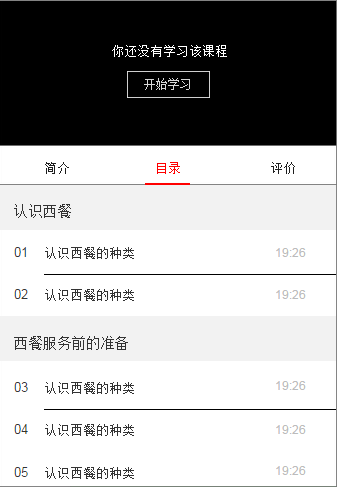 你还没有学习该课程
开始学习
简介 目录 评价
认识西餐
01 认识西餐的种类 19:26
02 认识西餐的种类 19:26
西餐服务前的准备
03 认识西餐的种类 19:26
04 认识西餐的种类 19:26
05 认识西餐的种类 19:26